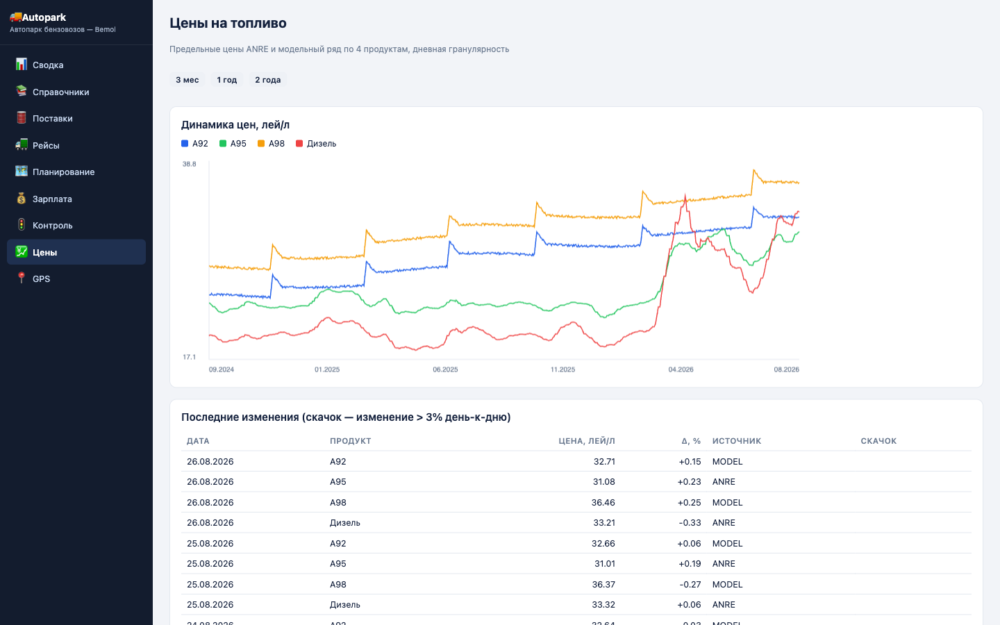 Autopark
Автопарк бензовозов — Bemol
Сводка
Справочники
Поставки
Рейсы
Планирование
Зарплата
Контроль
Цены
GPS
Цены на топливо
Предельные цены ANRE и модельный ряд по 4 продуктам, дневная гранулярность
3 мес 1 год 2 года
Динамика цен, лей/л
A92 A95 A98 Дизель
38.8
17.1
09.2024 01.2025 06.2025 11.2025 04.2026 08.2026
Последние изменения (скачок — изменение > 3% день-к-дню)
ДАТА ПРОДУКТ ЦЕНА, ЛЕЙ/Л Δ, % ИСТОЧНИК СКАЧОК
26.08.2026 A92 32.71 +0.15 MODEL
26.08.2026 A95 31.08 +0.23 ANRE
26.08.2026 A98 36.46 +0.25 MODEL
26.08.2026 Дизель 33.21 -0.33 ANRE
25.08.2026 A92 32.66 +0.06 MODEL
25.08.2026 A95 31.01 +0.19 ANRE
25.08.2026 A98 36.37 -0.27 MODEL
25.08.2026 Дизель 33.32 +0.06 ANRE
24.08.2026 A92 32.64 MODEL